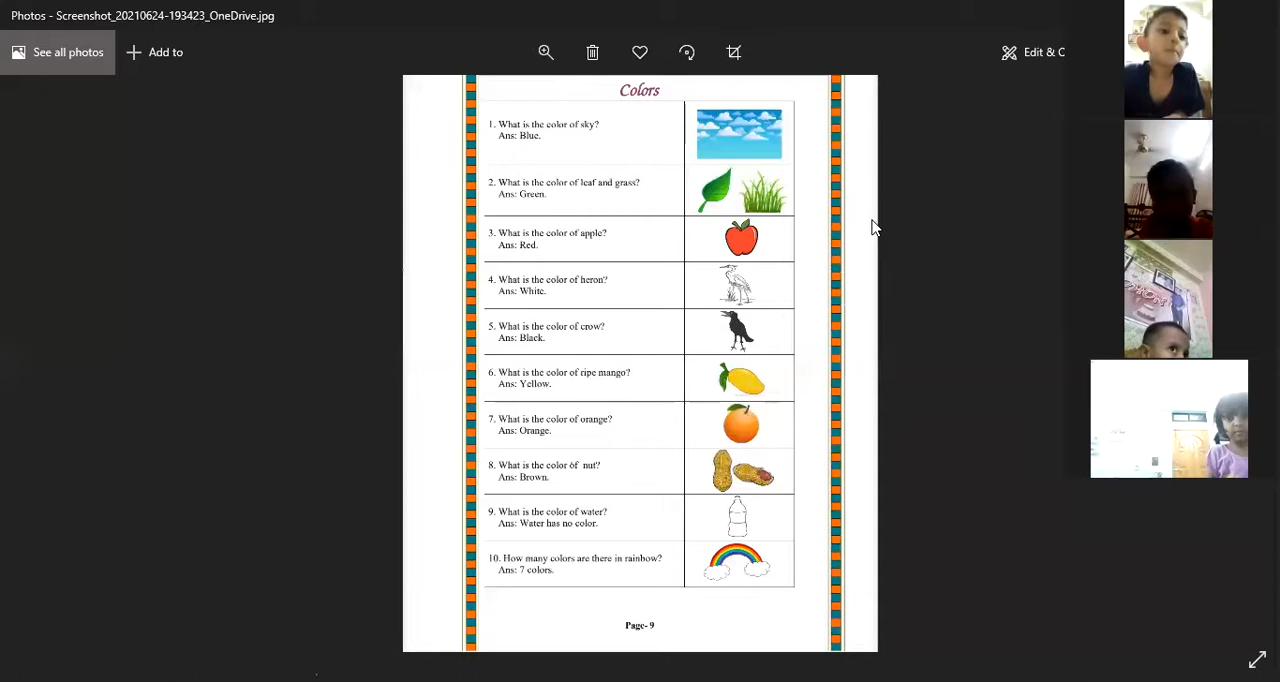 Photos - Screenshot_20210624-193423_OneDrive.jpg
See all photos
Add to
Edit & C
Colors
1. What is the color of sky?
Ans: Blue.
2. What is the color of leaf and grass?
Ans: Green.
3. What is the color of apple?
Ans: Red.
4. What is the color of heron?
Ans: White.
5. What is the color of crow?
Ans: Black.
6. What is the color of ripe mango?
Ans: Yellow.
7. What is the color of orange?
Ans: Orange.
8. What is the color of nut?
Ans: Brown.
9. What is the color of water?
Ans: Water has no color.
10. How many colors are there in rainbow?
Ans: 7 colors.
Page- 9